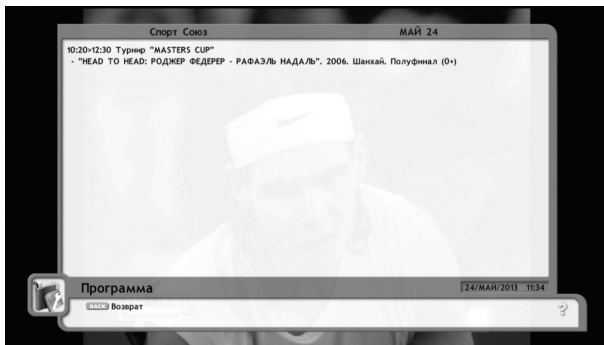 Спорт Союз МАЙ 24
10:20>12:30 Турнир "MASTERS CUP"
- "HEAD TO HEAD: РОДЖЕР ФЕДЕРЕР - РАФАЭЛЬ НАДАЛЬ". 2006. Шанхай. Полуфинал (0+)
Программа 24/МАЙ/2013 11:34
BACK Возврат ?